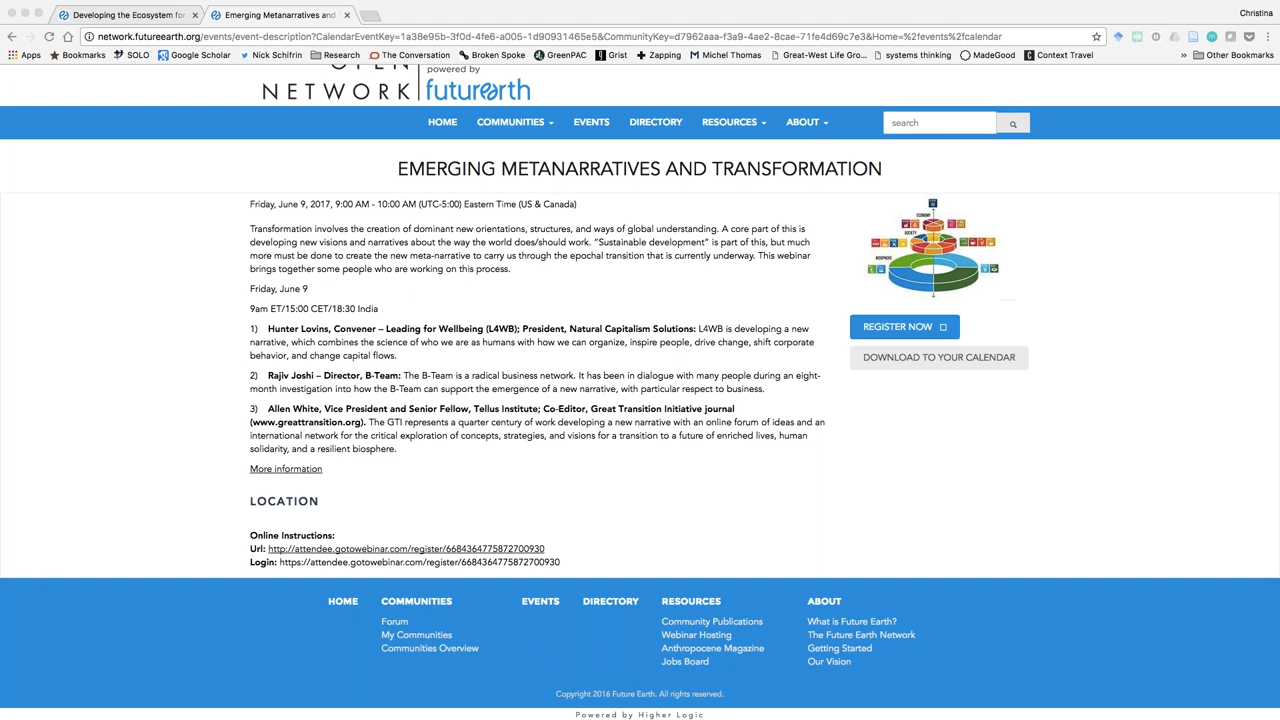 Developing the Ecosystem for
Emerging Metanarratives and
Christina
network.futureearth.org/events/event-description?CalendarEventKey=1a38e95b-3f0d-4fe6-a005-1d90931465e5&CommunityKey=d7962aaa-f3a9-4ae2-8cae-71fe4d69c7e3&Home=%2fevents%2fcalendar
Apps Bookmarks SOLO Google Scholar Nick Schifrin Research The Conversation Broken Spoke GreenPAC Grist Zapping Michel Thomas Great-West Life Gro... systems thinking MadeGood Context Travel » Other Bookmarks
OPEN powered by
NETWORK futurearth
HOME COMMUNITIES EVENTS DIRECTORY RESOURCES ABOUT search
EMERGING METANARRATIVES AND TRANSFORMATION
Friday, June 9, 2017, 9:00 AM - 10:00 AM (UTC-5:00) Eastern Time (US & Canada)
Transformation involves the creation of dominant new orientations, structures, and ways of global understanding. A core part of this is
developing new visions and narratives about the way the world does/should work. "Sustainable development" is part of this, but much
more must be done to create the new meta-narrative to carry us through the epochal transition that is currently underway. This webinar
brings together some people who are working on this process.
Friday, June 9
9am ET/15:00 CET/18:30 India
1) Hunter Lovins, Convener – Leading for Wellbeing (L4WB); President, Natural Capitalism Solutions: L4WB is developing a new
narrative, which combines the science of who we are as humans with how we can organize, inspire people, drive change, shift corporate
behavior, and change capital flows.
2) Rajiv Joshi – Director, B-Team: The B-Team is a radical business network. It has been in dialogue with many people during an eight-
month investigation into how the B-Team can support the emergence of a new narrative, with particular respect to business.
3) Allen White, Vice President and Senior Fellow, Tellus Institute; Co-Editor, Great Transition Initiative journal
(www.greattransition.org). The GTI represents a quarter century of work developing a new narrative with an online forum of ideas and an
international network for the critical exploration of concepts, strategies, and visions for a transition to a future of enriched lives, human
solidarity, and a resilient biosphere.
More information
ECONOMY
SOCIETY
BIOSPHERE
REGISTER NOW
DOWNLOAD TO YOUR CALENDAR
LOCATION
Online Instructions:
Url: http://attendee.gotowebinar.com/register/6684364775872700930
Login: https://attendee.gotowebinar.com/register/6684364775872700930
HOME COMMUNITIES EVENTS DIRECTORY RESOURCES ABOUT
Forum Community Publications What is Future Earth?
My Communities Webinar Hosting The Future Earth Network
Communities Overview Anthropocene Magazine Getting Started
Jobs Board Our Vision
Copyright 2016 Future Earth. All rights reserved.
Powered by Higher Logic